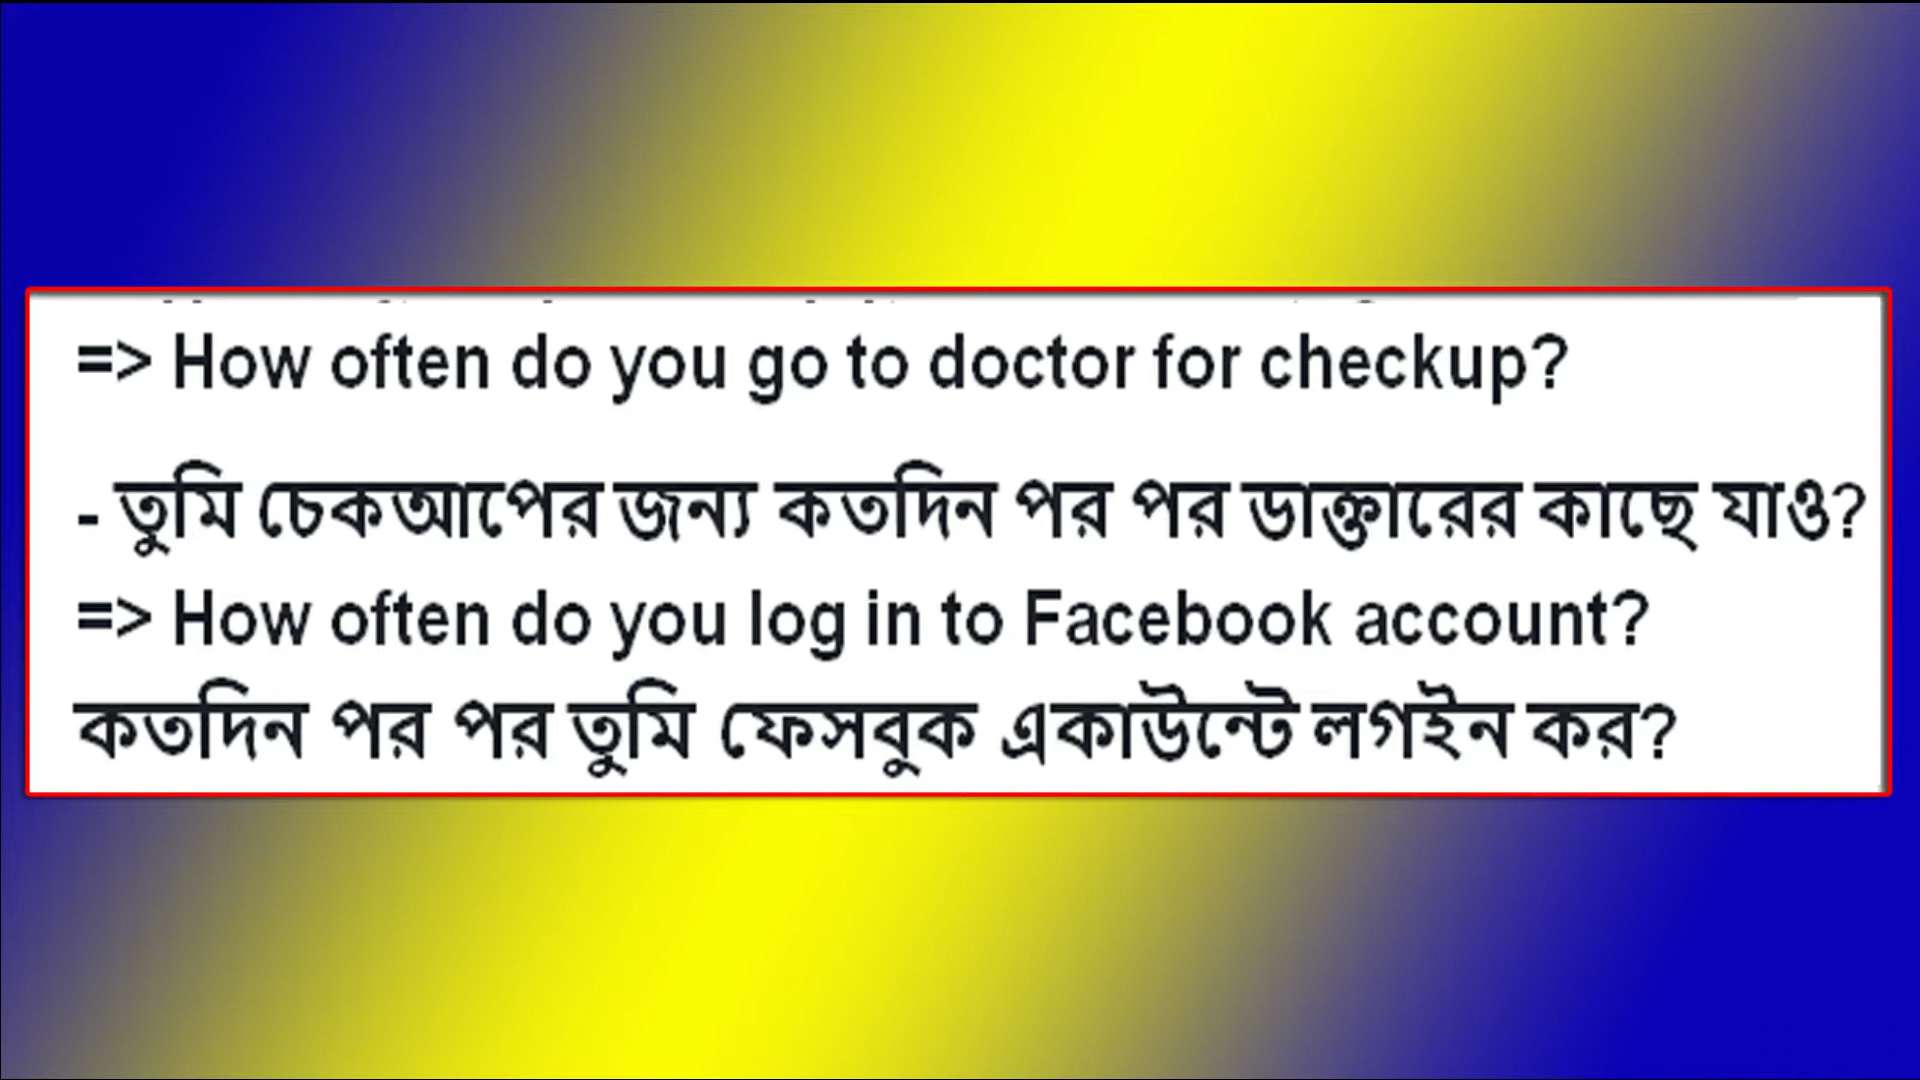 => How often do you go to doctor for checkup?
- তুমি চেকআপের জন্য কতদিন পর পর ডাক্তারের কাছে যাও?
=> How often do you log in to Facebook account?
কতদিন পর পর তুমি ফেসবুক একাউন্টে লগইন কর?